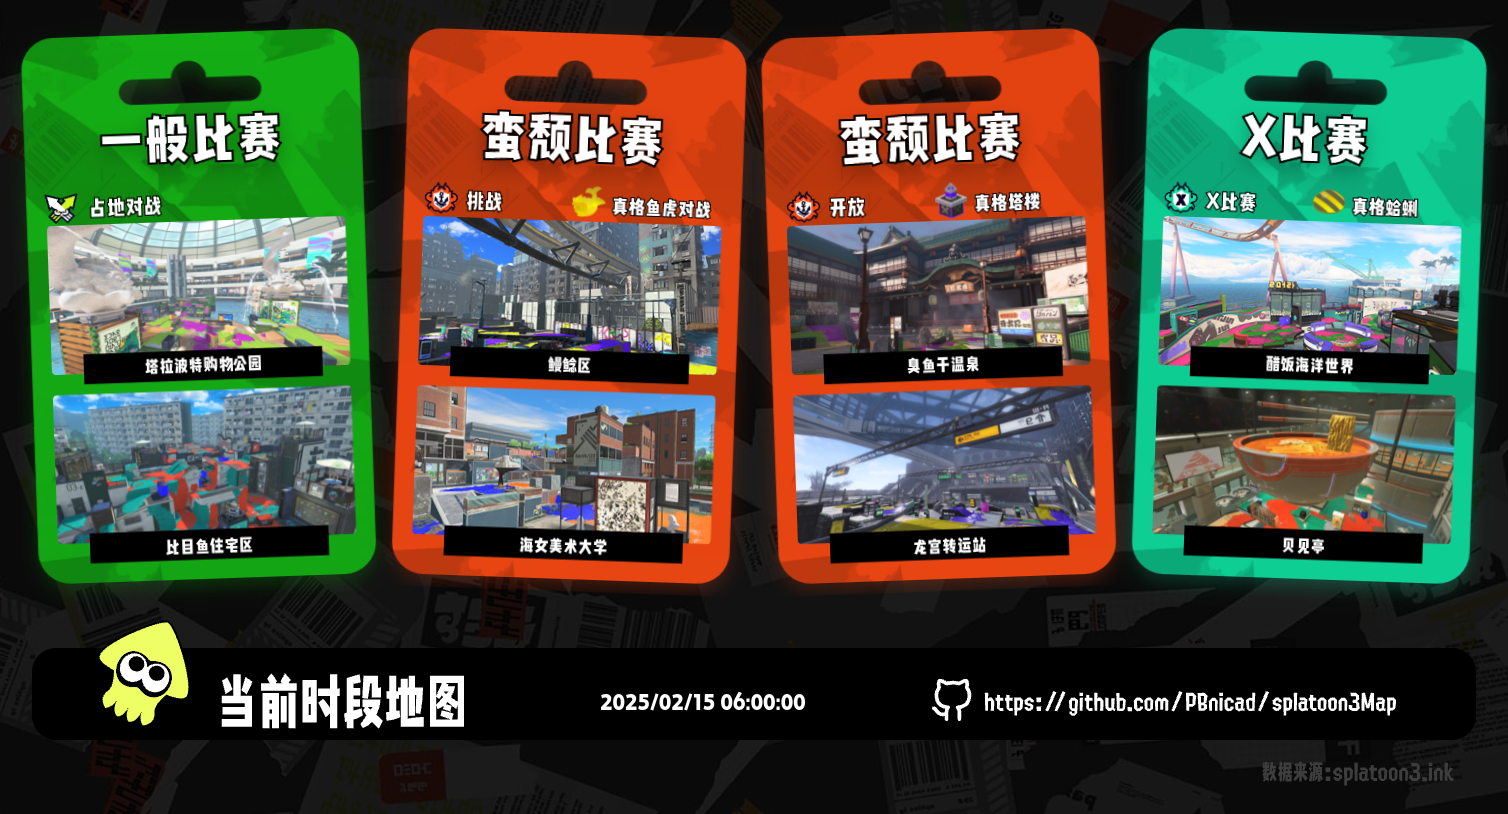 一般比赛
占地对战
塔拉波特购物公园
比目鱼住宅区
蛮颓比赛
挑战
真格鱼虎对战
鳗鲶区
海女美术大学
蛮颓比赛
开放
真格塔楼
臭鱼干温泉
龙宫转运站
X比赛
X比赛
真格蛤蜊
醋饭海洋世界
贝见亭
当前时段地图
2025/02/15 06:00:00
https://github.com/PBnicad/splatoon3Map
数据来源:splatoon3.ink